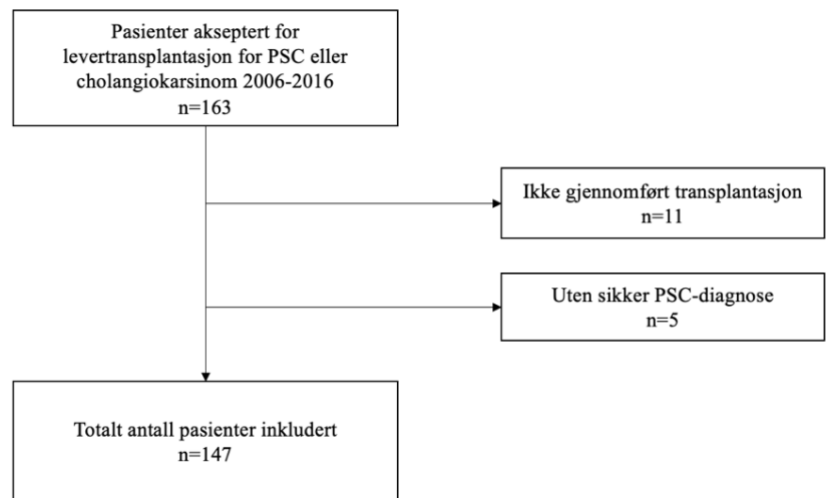 Pasienter akseptert for
levertransplantasjon for PSC eller
cholangiokarsinom 2006-2016
n=163
Ikke gjennomført transplantasjon
n=11
Uten sikker PSC-diagnose
n=5
Totalt antall pasienter inkludert
n=147